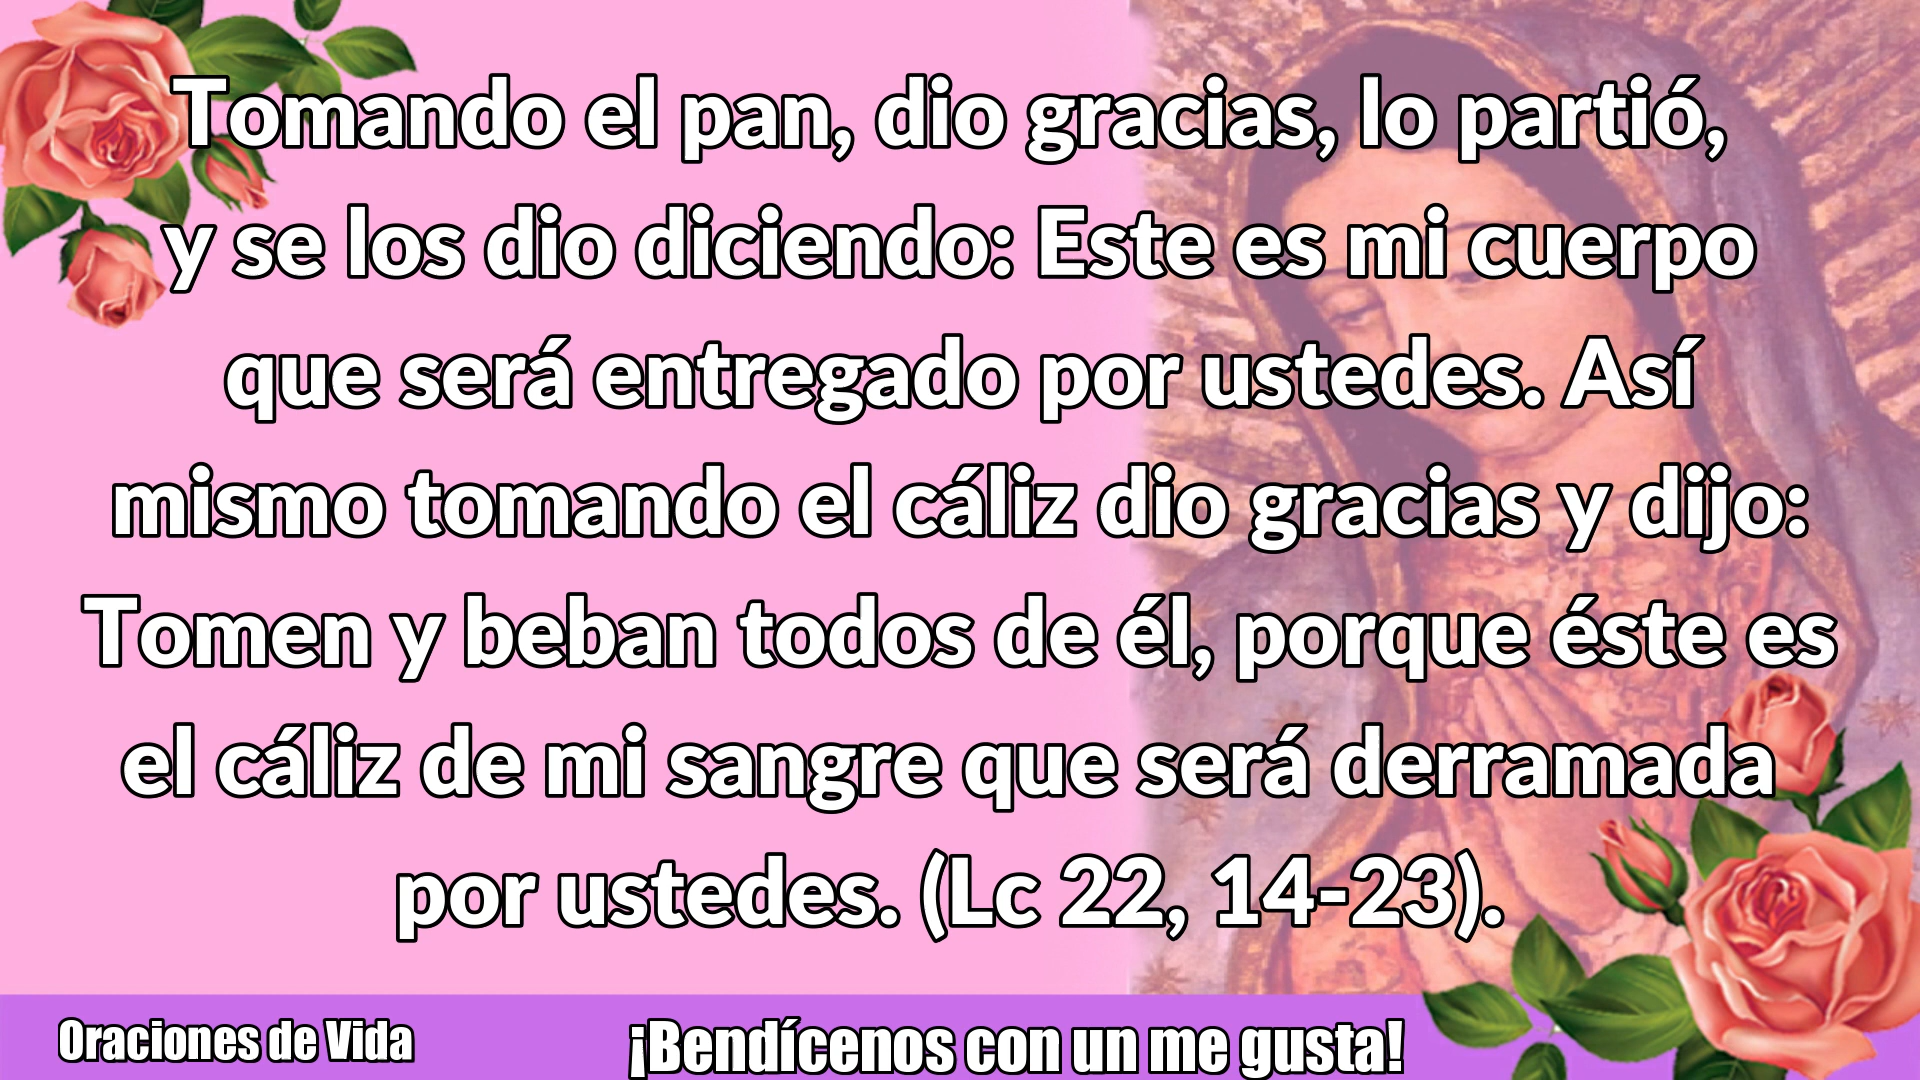 Tomando el pan, dio gracias, lo partió,
y se los dio diciendo: Este es mi cuerpo
que será entregado por ustedes. Así
mismo tomando el cáliz dio gracias y dijo:
Tomen y beban todos de él, porque éste es
el cáliz de mi sangre que será derramada
por ustedes. (Lc 22, 14-23).
Oraciones de Vida
¡Bendícenos con un me gusta!